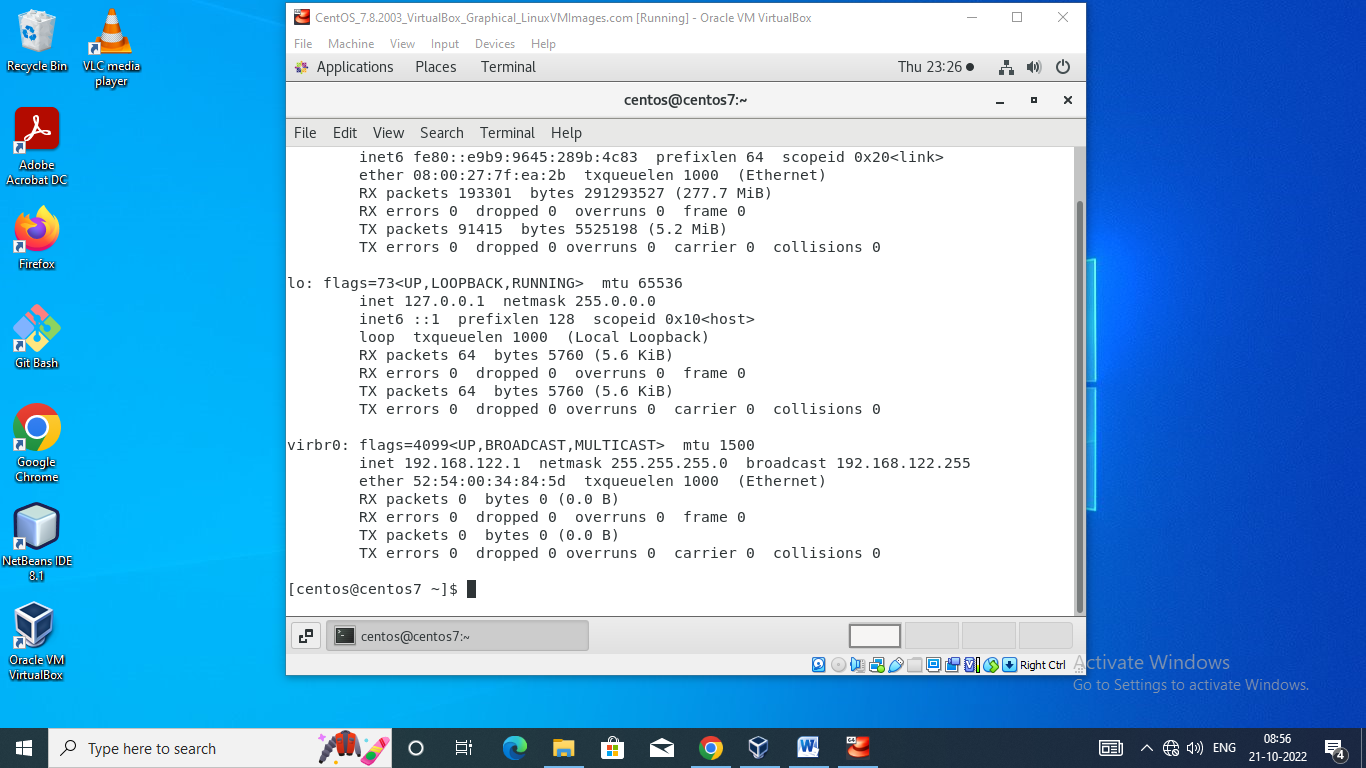 Recycle Bin
VLC media
player
Adobe
Acrobat DC
Firefox
Git Bash
Google
Chrome
NetBeans IDE
8.1
Oracle VM
VirtualBox
CentOS_7.8.2003_VirtualBox_Graphical_LinuxVMImages.com [Running] - Oracle VM VirtualBox
File Machine View Input Devices Help
Applications Places Terminal Thu 23:26
centos@centos7:~
File Edit View Search Terminal Help
inet6 fe80::e9b9:9645:289b:4c83  prefixlen 64  scopeid 0x20<link>
ether 08:00:27:7f:ea:2b  txqueuelen 1000  (Ethernet)
RX packets 193301  bytes 291293527 (277.7 MiB)
RX errors 0  dropped 0  overruns 0  frame 0
TX packets 91415  bytes 5525198 (5.2 MiB)
TX errors 0  dropped 0 overruns 0  carrier 0  collisions 0
lo: flags=73<UP,LOOPBACK,RUNNING>  mtu 65536
inet 127.0.0.1  netmask 255.0.0.0
inet6 ::1  prefixlen 128  scopeid 0x10<host>
loop  txqueuelen 1000  (Local Loopback)
RX packets 64  bytes 5760 (5.6 KiB)
RX errors 0  dropped 0  overruns 0  frame 0
TX packets 64  bytes 5760 (5.6 KiB)
TX errors 0  dropped 0 overruns 0  carrier 0  collisions 0
virbr0: flags=4099<UP,BROADCAST,MULTICAST>  mtu 1500
inet 192.168.122.1  netmask 255.255.255.0  broadcast 192.168.122.255
ether 52:54:00:34:84:5d  txqueuelen 1000  (Ethernet)
RX packets 0  bytes 0 (0.0 B)
RX errors 0  dropped 0  overruns 0  frame 0
TX packets 0  bytes 0 (0.0 B)
TX errors 0  dropped 0 overruns 0  carrier 0  collisions 0
[centos@centos7 ~]$
centos@centos7:~
Right Ctrl
Activate Windows
Go to Settings to activate Windows.
Type here to search
ENG
08:56
21-10-2022
4